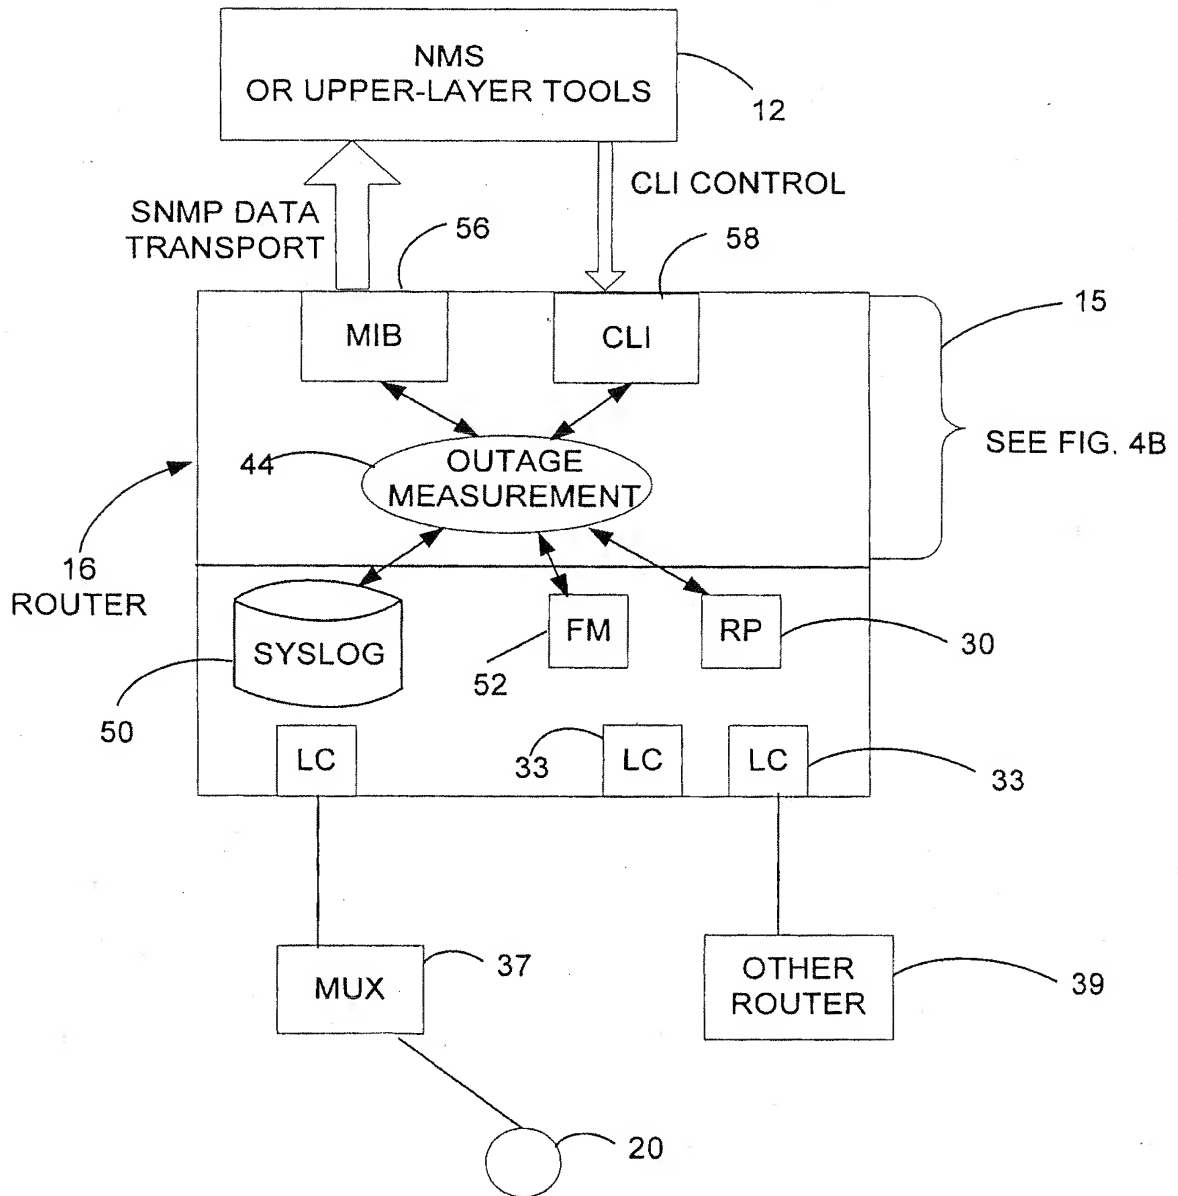 NMS
OR UPPER-LAYER TOOLS
12
CLI CONTROL
SNMP DATA
TRANSPORT
56
58
15
MIB
CLI
SEE FIG. 4B
44
OUTAGE
MEASUREMENT
16
ROUTER
SYSLOG
FM
RP
30
52
50
LC
33
LC
LC
33
MUX
37
OTHER
ROUTER
39
20